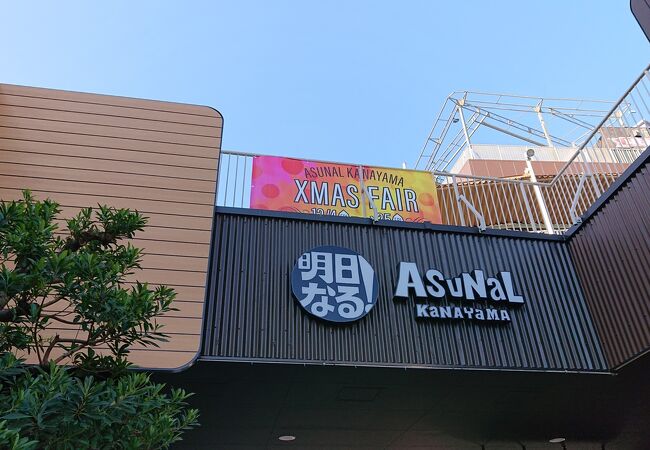 ASUNAL KANAYAMA
XMAS FAIR
明日
なる!
ASUNAL
KANAYAMA